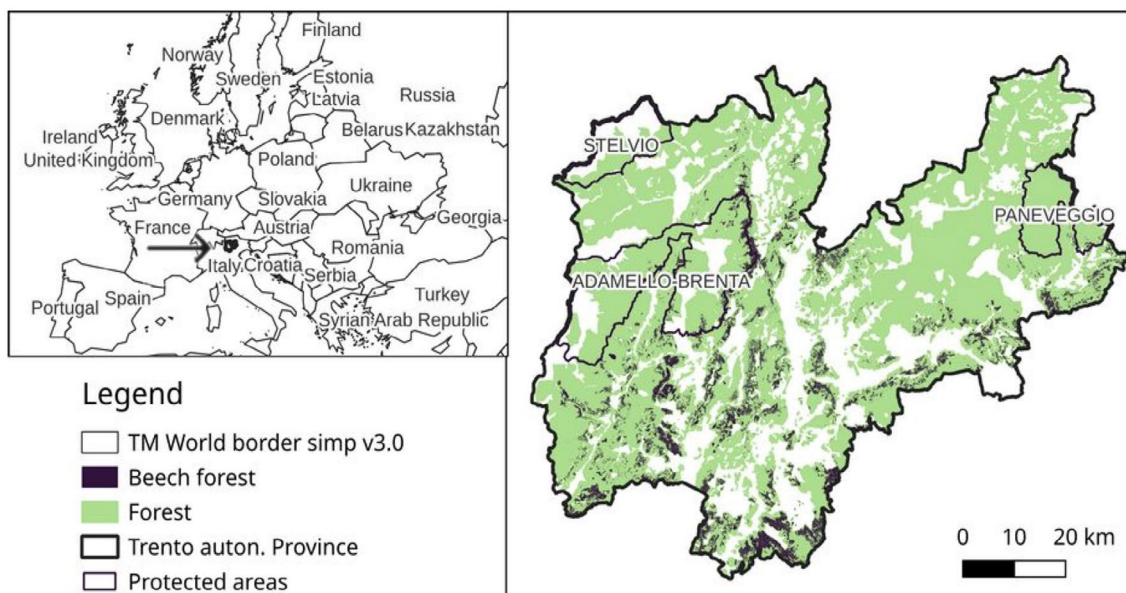 Finland
Norway
Sweden
Estonia
Latvia
Russia
Denmark
Ireland
Belarus Kazakhstan
United Kingdom
Poland
Ukraine
Germany
Slovakia
France
Austria
Georgia
Romania
Italy Croatia
Serbia
Portugal
Spain
Turkey
Syrian Arab Republic
STELVIO
PANEVEGGIO
ADAMELLO-BRENTA
Legend
TM World border simp v3.0
Beech forest
Forest
Trento auton. Province
Protected areas
0 10 20 km